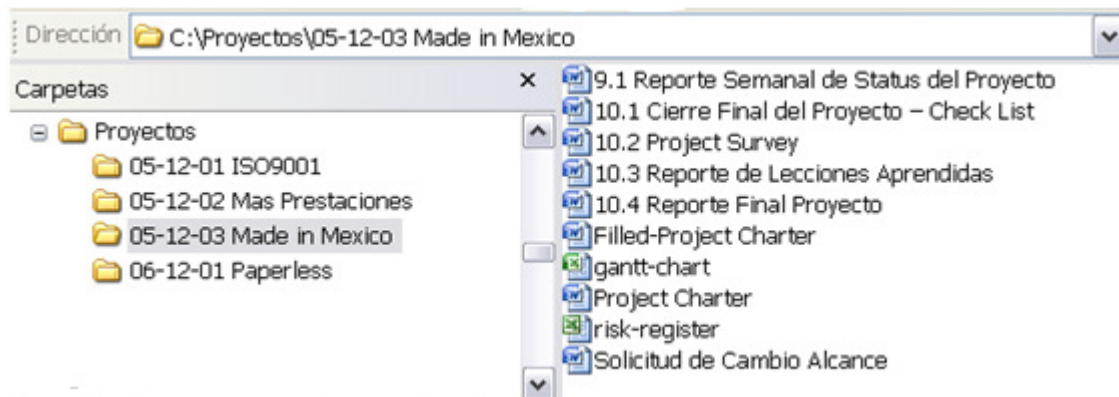 Dirección C:\Proyectos\05-12-03 Made in Mexico
Carpetas
Proyectos
05-12-01 ISO9001
05-12-02 Mas Prestaciones
05-12-03 Made in Mexico
06-12-01 Paperless
9.1 Reporte Semanal de Status del Proyecto
10.1 Cierre Final del Proyecto – Check List
10.2 Project Survey
10.3 Reporte de Lecciones Aprendidas
10.4 Reporte Final Proyecto
Filled-Project Charter
gantt-chart
Project Charter
risk-register
Solicitud de Cambio Alcance